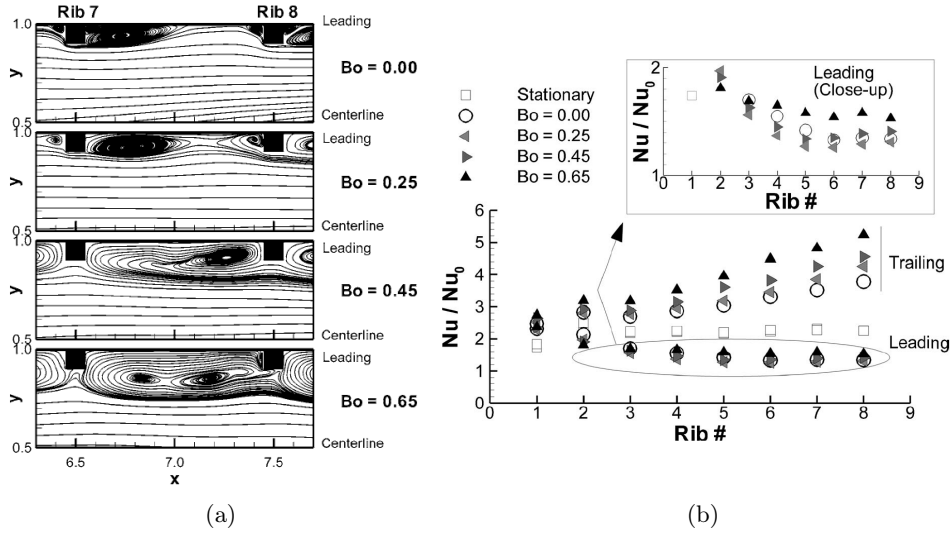 Rib 7 Rib 8
1.0
Leading
y
Bo = 0.00
0.5
Centerline
Leading
y
Bo = 0.25
0.5
Centerline
1.0
Leading
y
Bo = 0.45
0.5
Centerline
1.0
Leading
y
Bo = 0.65
0.5
Centerline
6.5 7.0 7.5
x
(a)
Stationary
Bo = 0.00
Bo = 0.25
Bo = 0.45
Bo = 0.65
2
Leading
(Close-up)
Nu / Nu0
1
0 1 2 3 4 5 6 7 8 9
Rib #
6
5
4
3
2
1
0
Nu / Nu0
Trailing
Leading
0 1 2 3 4 5 6 7 8 9
Rib #
(b)